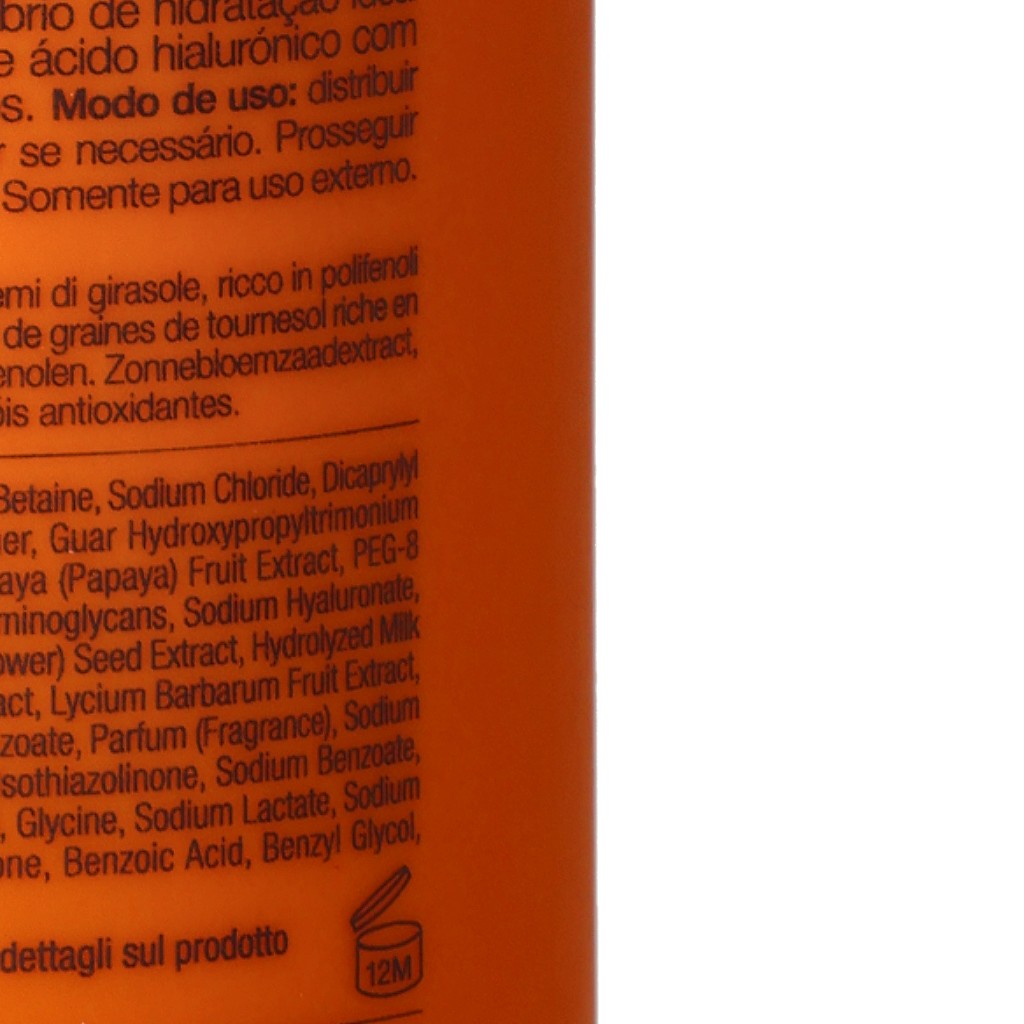 brio de hidratação
e ácido hialurónico com
s. Modo de uso: distribuir
r se necessário. Prosseguir
Somente para uso externo.
emi di girasole, ricco in polifenoli
de graines de tournesol riche en
enolen. Zonnebloemzaadextract,
óis antioxidantes.
Betaine, Sodium Chloride, Dicaprylyl
er, Guar Hydroxypropyltrimonium
aya (Papaya) Fruit Extract, PEG-8
minoglycans, Sodium Hyaluronate,
ower) Seed Extract, Hydrolyzed Milk
act, Lycium Barbarum Fruit Extract,
zoate, Parfum (Fragrance), Sodium
sothiazolinone, Sodium Benzoate,
, Glycine, Sodium Lactate, Sodium
one, Benzoic Acid, Benzyl Glycol,
dettagli sul prodotto
12M